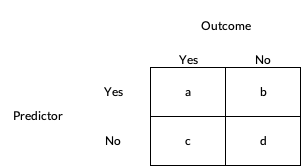 Outcome
Yes No
Yes a b
Predictor
No c d